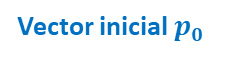 Vector inicial p₀